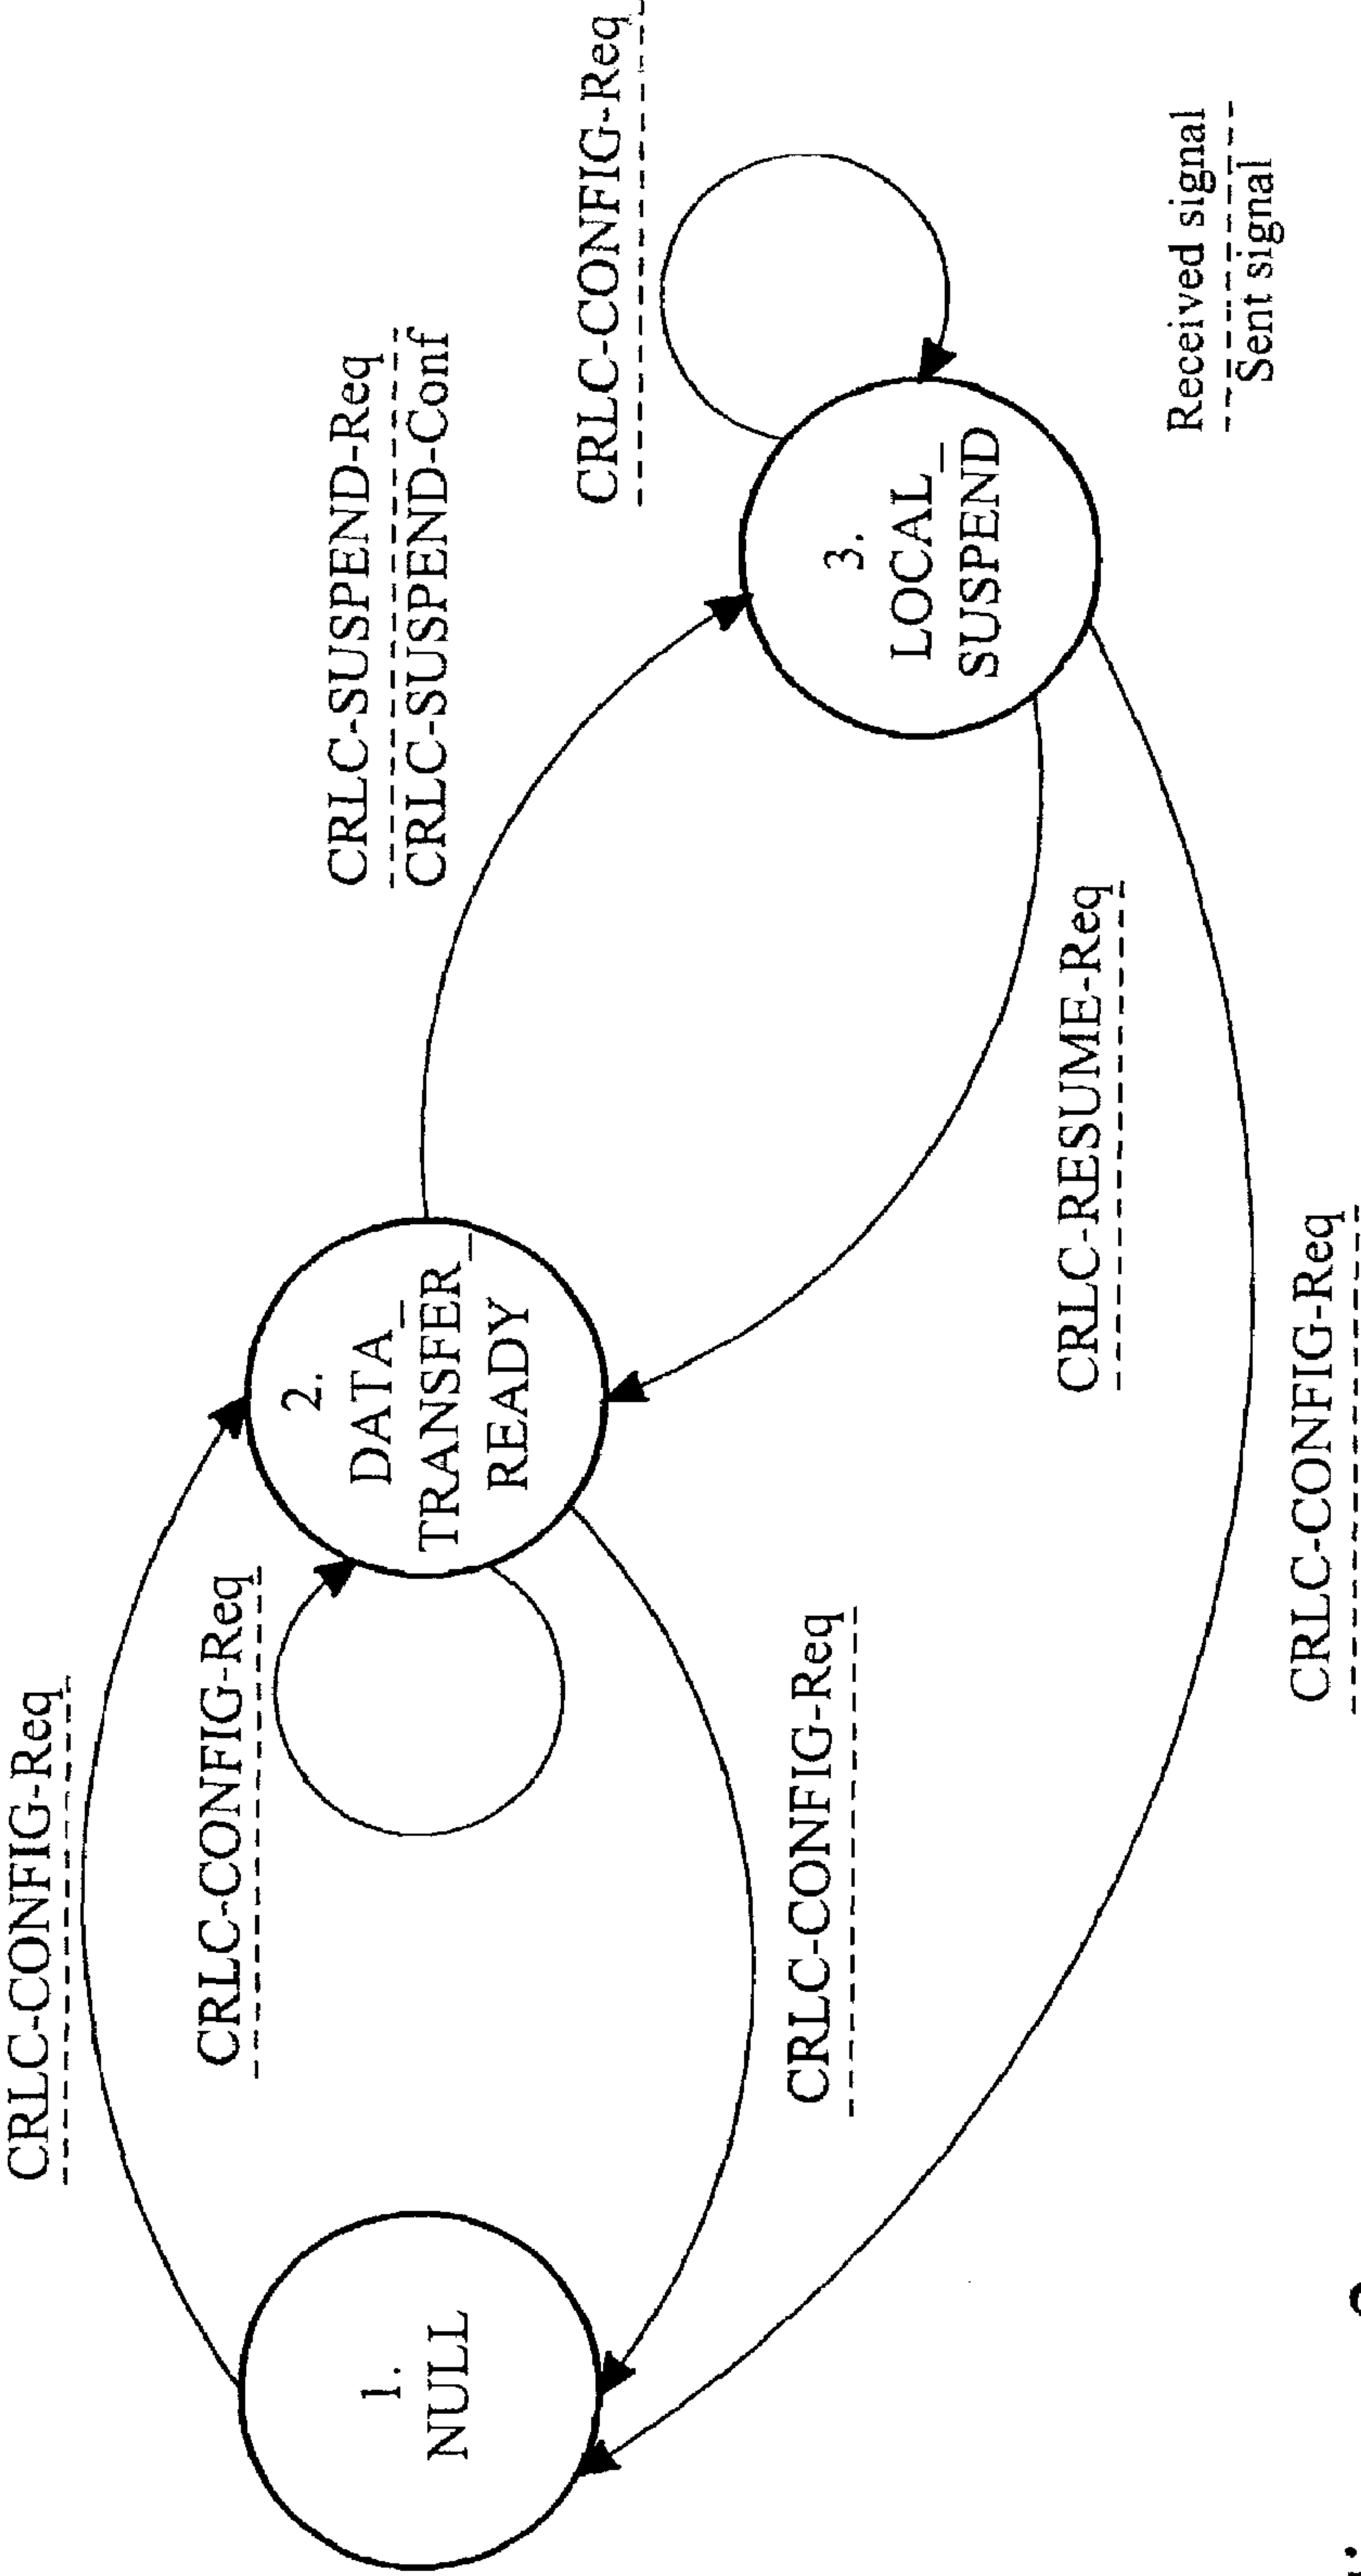 CRLC-CONFIG-Req
CRLC-CONFIG-Req
CRLC-SUSPEND-Req
CRLC-SUSPEND-Conf
CRLC-CONFIG-Req
1.
NULL
2.
DATA_
TRANSFER_
READY
3.
LOCAL_
SUSPEND
CRLC-CONFIG-Req
CRLC-RESUME-Req
CRLC-CONFIG-Req
Received signal
Sent signal